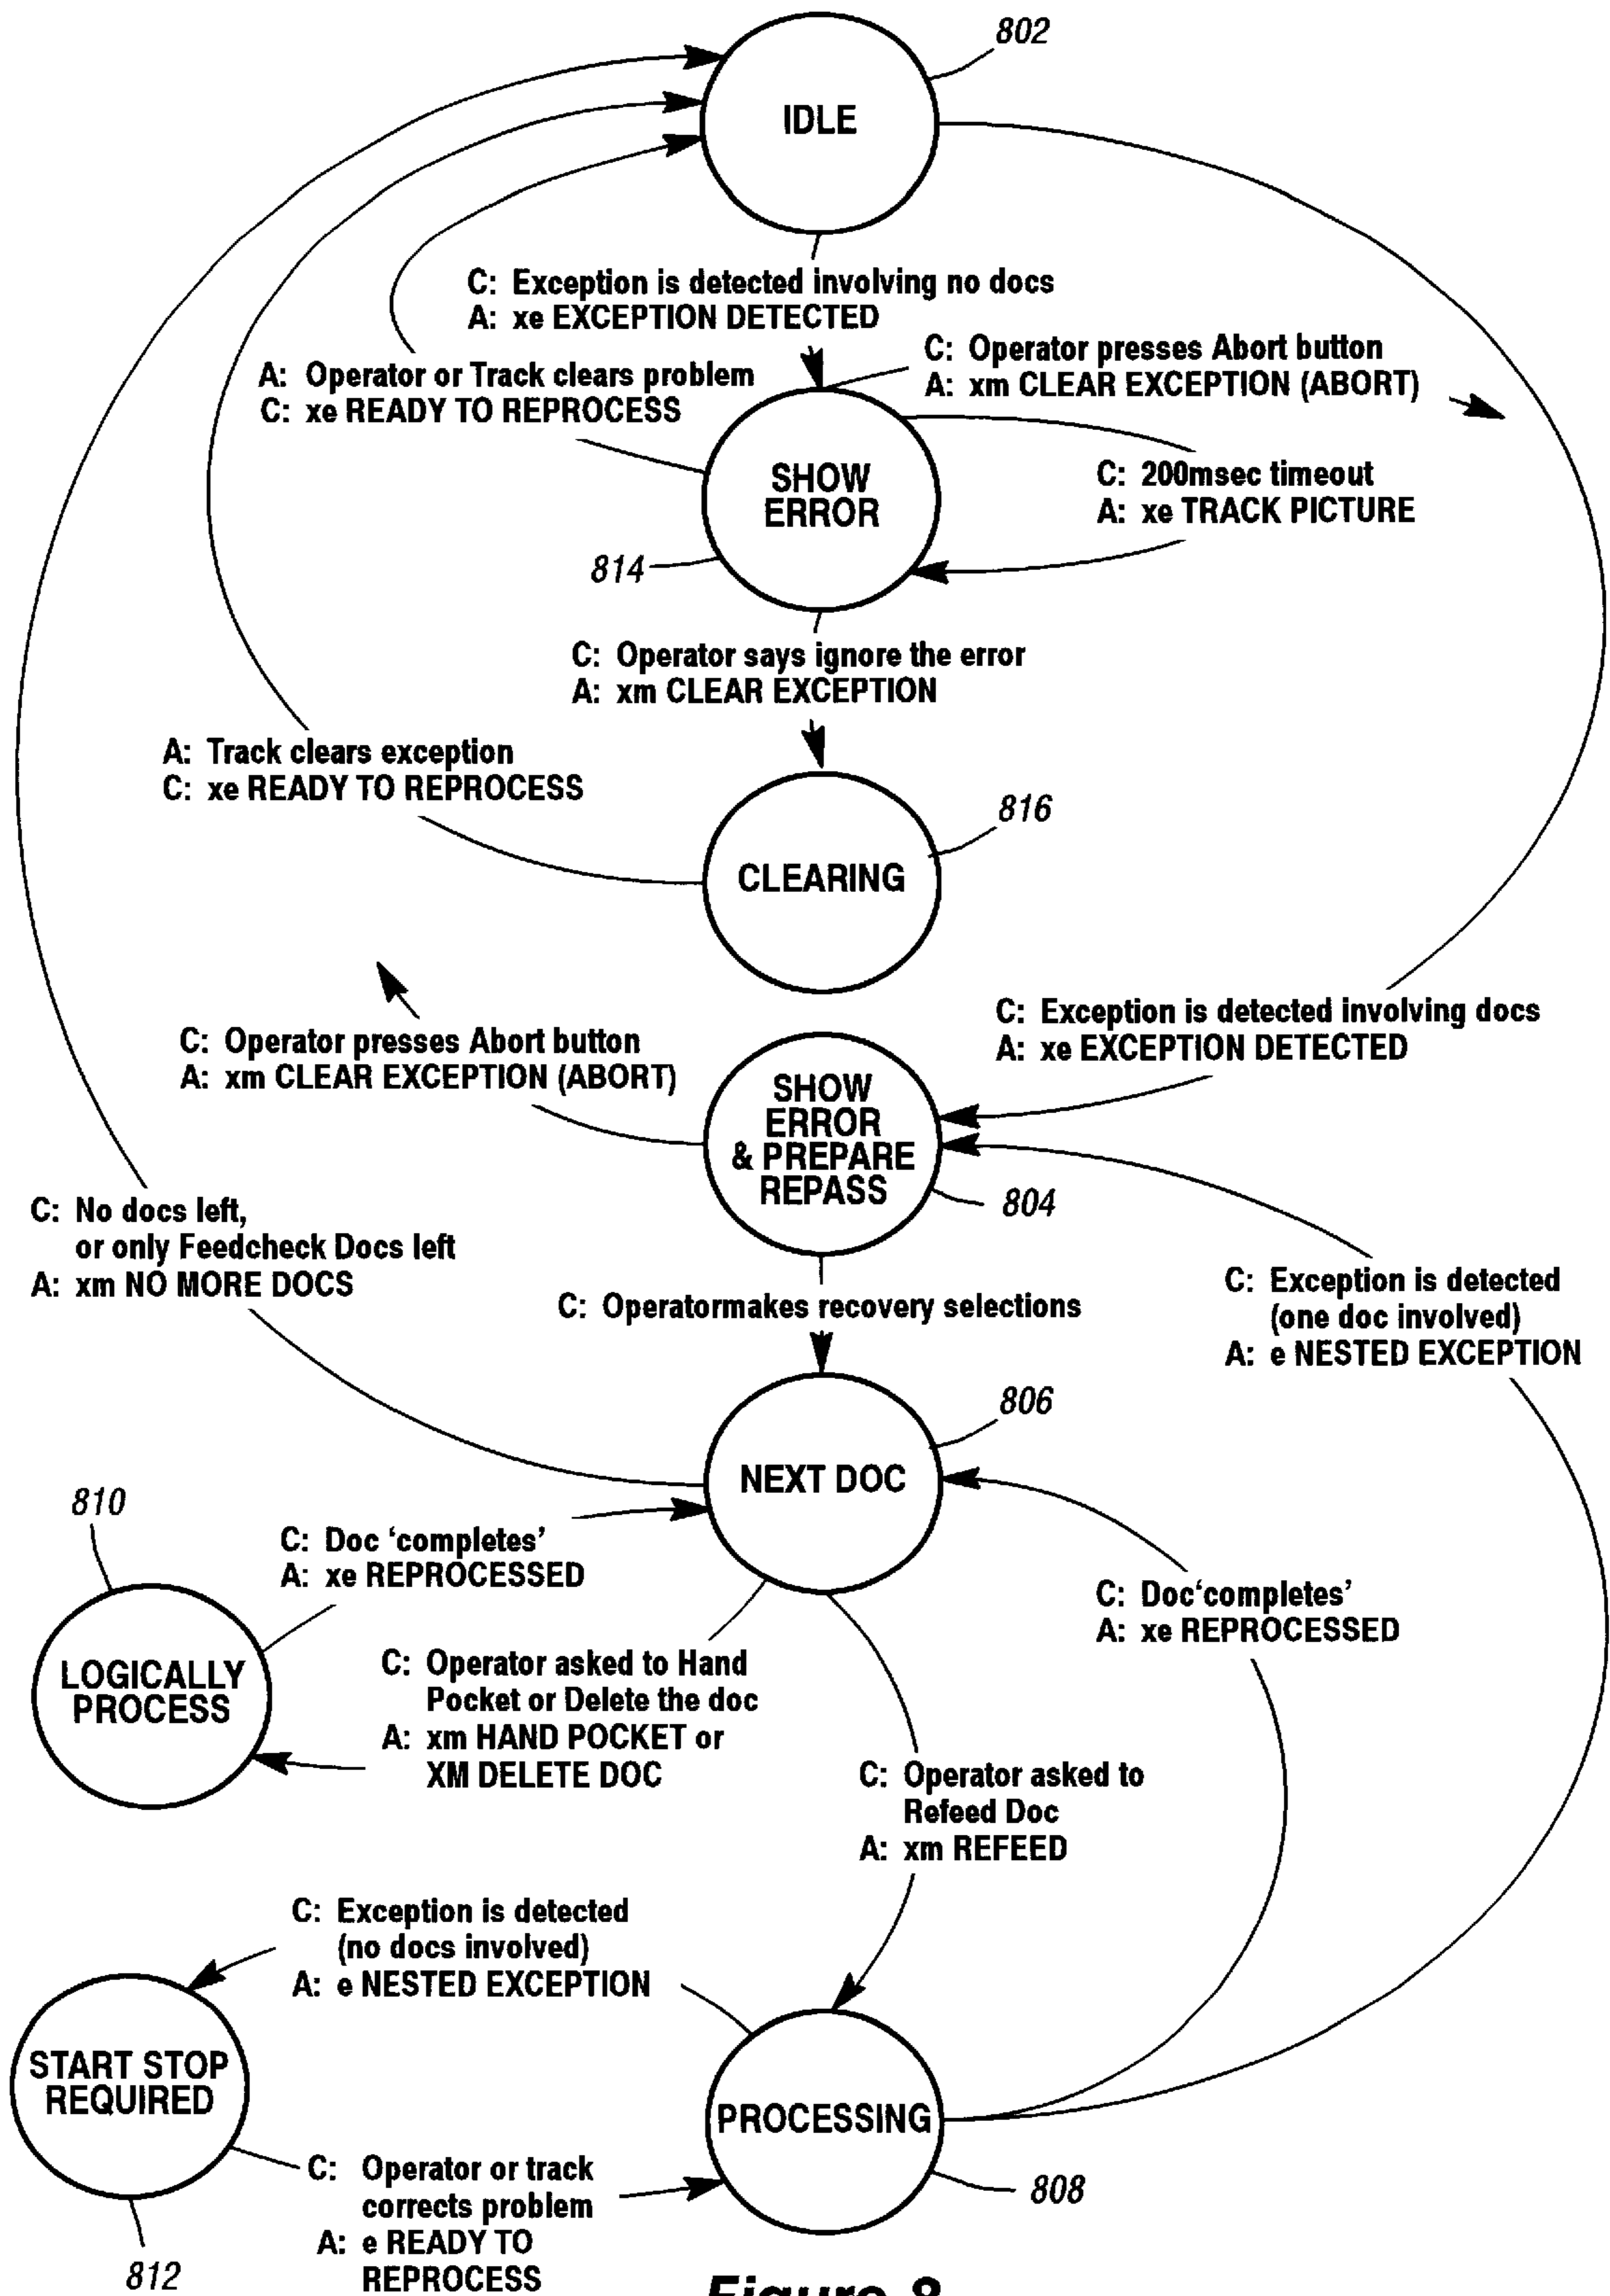 802
IDLE
C: Exception is detected involving no docs
A: xe EXCEPTION DETECTED
C: Operator presses Abort button
A: xm CLEAR EXCEPTION (ABORT)
A: Operator or Track clears problem
C: xe READY TO REPROCESS
SHOW
ERROR
C: 200msec timeout
A: xe TRACK PICTURE
814
C: Operator says ignore the error
A: xm CLEAR EXCEPTION
A: Track clears exception
C: xe READY TO REPROCESS
816
CLEARING
C: Exception is detected involving docs
A: xe EXCEPTION DETECTED
C: Operator presses Abort button
A: xm CLEAR EXCEPTION (ABORT)
SHOW
ERROR
& PREPARE
REPASS
804
C: No docs left,
or only Feedcheck Docs left
A: xm NO MORE DOCS
C: Operatormakes recovery selections
C: Exception is detected
(one doc involved)
A: e NESTED EXCEPTION
806
NEXT DOC
810
C: Doc ‘completes’
A: xe REPROCESSED
C: Doc‘completes’
A: xe REPROCESSED
LOGICALLY
PROCESS
C: Operator asked to Hand
Pocket or Delete the doc
A: xm HAND POCKET or
XM DELETE DOC
C: Operator asked to
Refeed Doc
A: xm REFEED
C: Exception is detected
(no docs involved)
A: e NESTED EXCEPTION
START STOP
REQUIRED
PROCESSING
C: Operator or track
corrects problem
A: e READY TO
REPROCESS
808
812
Figure 8